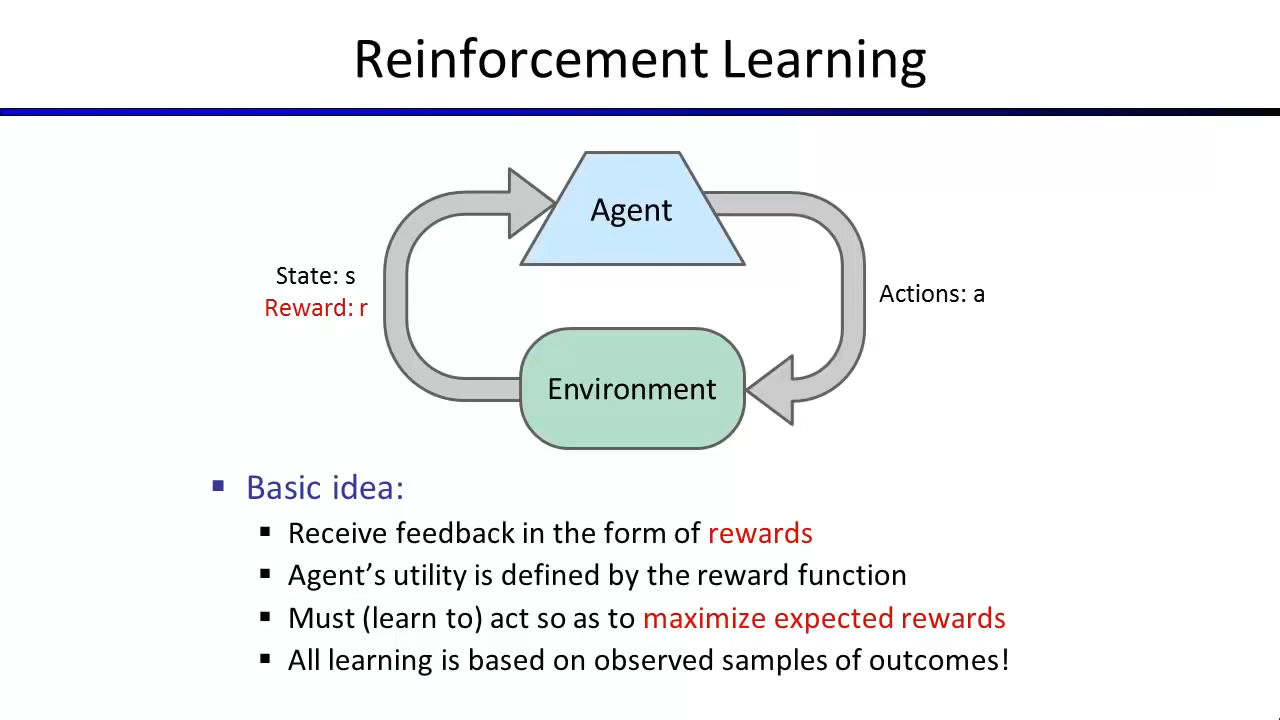 Reinforcement Learning
Agent
State: s
Reward: r
Actions: a
Environment
▪ Basic idea:
▪ Receive feedback in the form of rewards
▪ Agent’s utility is defined by the reward function
▪ Must (learn to) act so as to maximize expected rewards
▪ All learning is based on observed samples of outcomes!